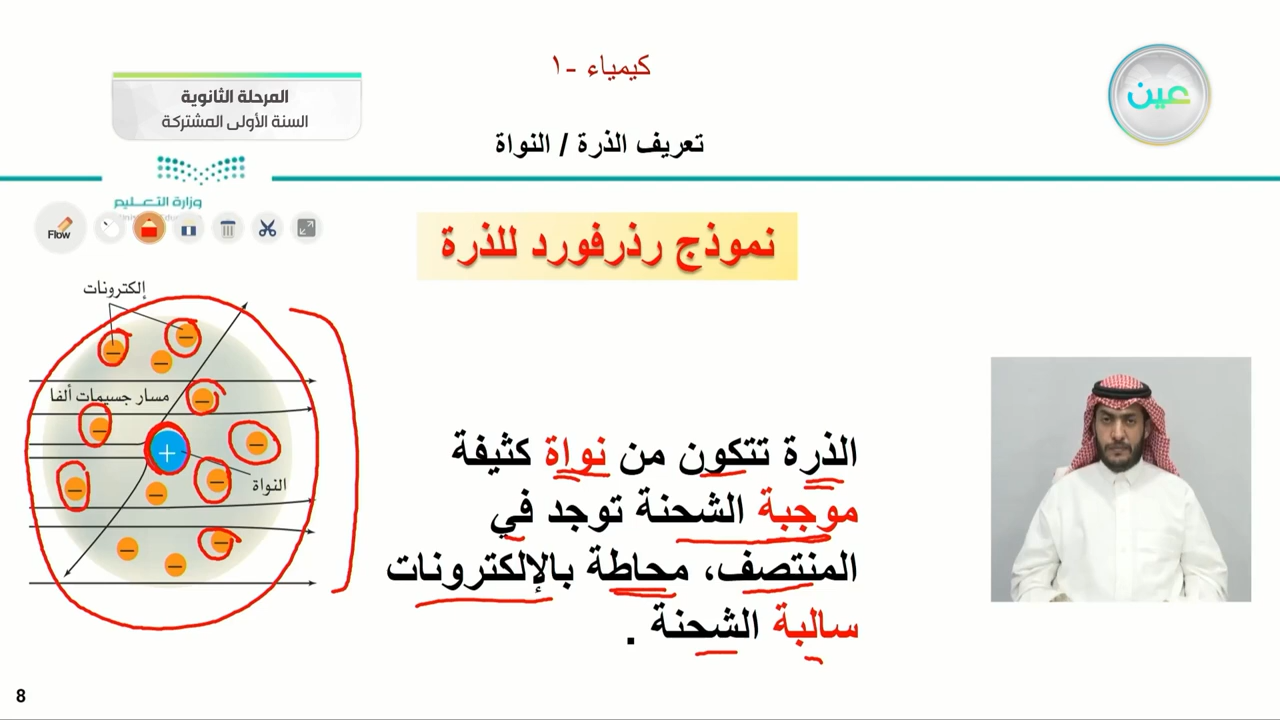 كيمياء -١
عين
المرحلة الثانوية
السنة الأولى المشتركة
تعريف الذرة / النواة
وزارة التعليم
Flow
نموذج رذرفورد للذرة
إلكترونات
مسار جسيمات ألفا
النواة
الذرة تتكون من نواة كثيفة
موجبة الشحنة توجد في
المنتصف، محاطة بالإلكترونات
سالبة الشحنة .
8